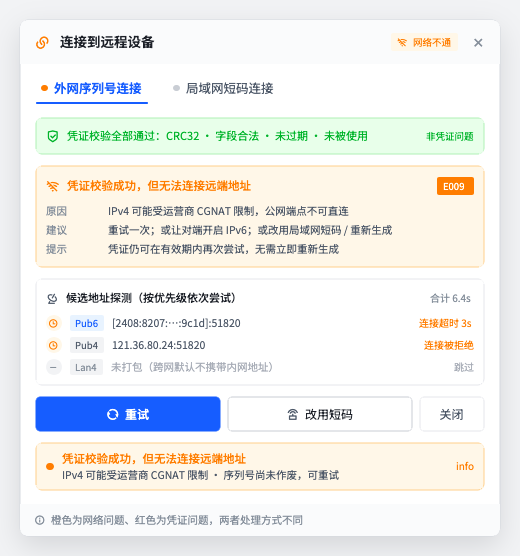 连接到远程设备 网络不通
外网序列号连接 局域网短码连接
凭证校验全部通过：CRC32 · 字段合法 · 未过期 · 未被使用 非凭证问题
凭证校验成功，但无法连接远端地址 E009
原因 IPv4 可能受运营商 CGNAT 限制，公网端点不可直连
建议 重试一次；或让对端开启 IPv6；或改用局域网短码 / 重新生成
提示 凭证仍可在有效期内再次尝试，无需立即重新生成
候选地址探测（按优先级依次尝试） 合计 6.4s
Pub6 [2408:8207:···:9c1d]:51820 连接超时 3s
Pub4 121.36.80.24:51820 连接被拒绝
Lan4 未打包（跨网默认不携带内网地址） 跳过
重试 改用短码 关闭
凭证校验成功，但无法连接远端地址
IPv4 可能受运营商 CGNAT 限制 · 序列号尚未作废，可重试 info
橙色为网络问题、红色为凭证问题，两者处理方式不同